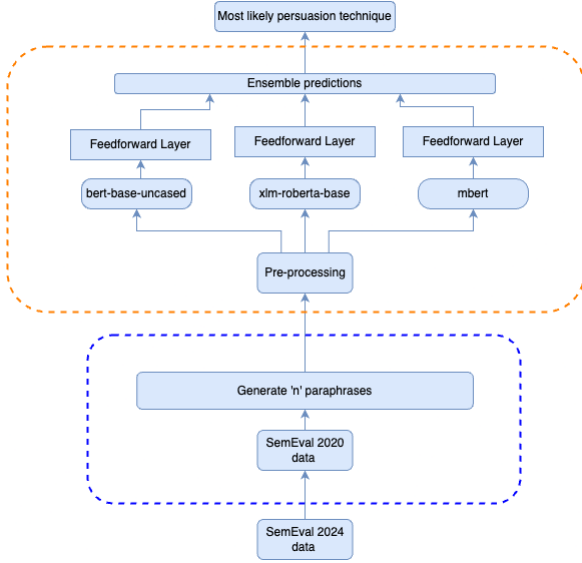 Most likely persuasion technique
Ensemble predictions
Feedforward Layer
Feedforward Layer
Feedforward Layer
bert-base-uncased
xlm-roberta-base
mbert
Pre-processing
Generate 'n' paraphrases
SemEval 2020
data
SemEval 2024
data